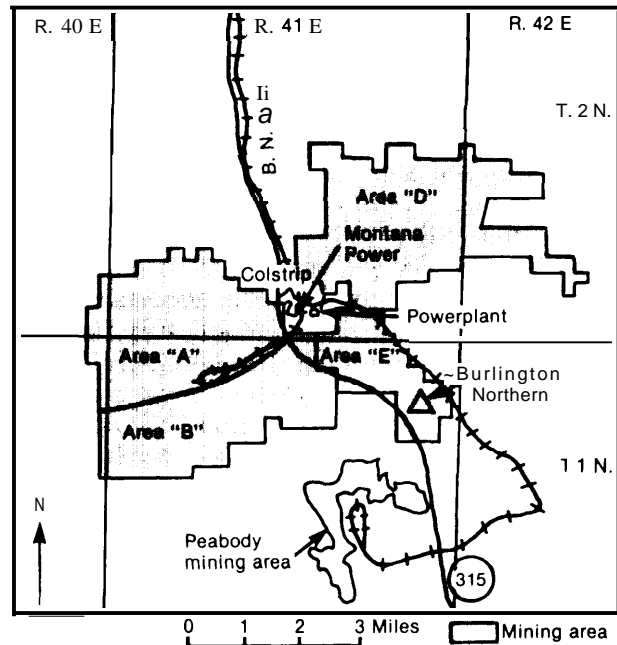 R. 40 E
R. 41 E
R. 42 E
Ii
a
T. 2 N.
B. N.
Area "D"
Montana
Power
Colstrip
Powerplant
Area "A"
Area "E"
~Burlington
Northern
Area "B"
1 1 N.
N
Peabody
mining area
315
0 1 2 3 Miles
Mining area